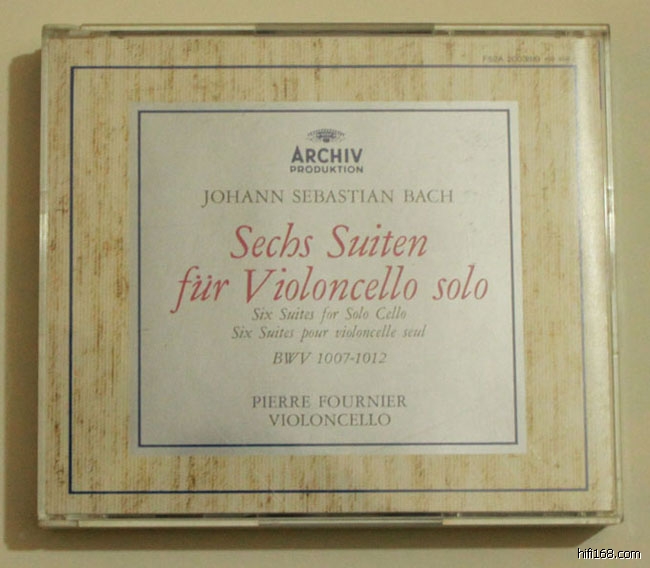 ARCHIV
PRODUKTION
JOHANN SEBASTIAN BACH
Sechs Suiten
für Violoncello solo
Six Suites for Solo Cello
Six Suites pour violoncelle seul
BWV 1007-1012
PIERRE FOURNIER
VIOLONCELLO
hifi168.com